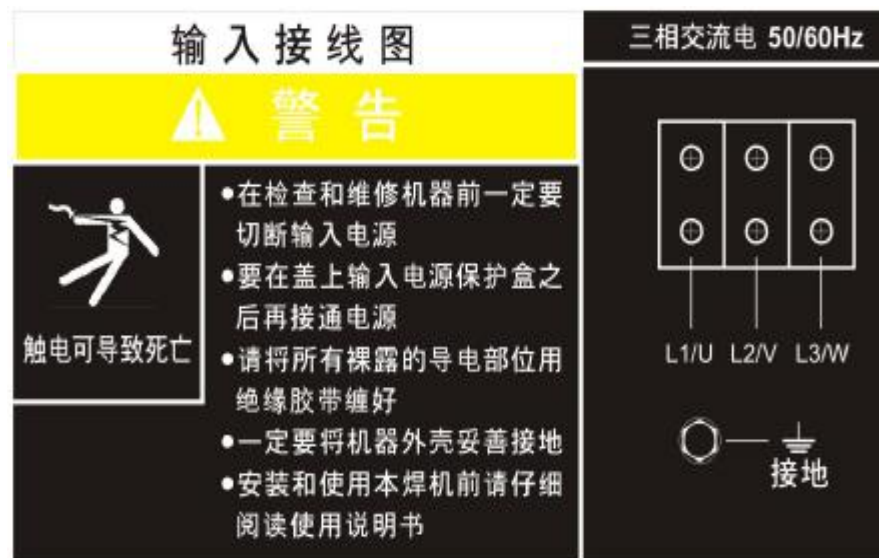 输入接线图
警告
触电可导致死亡
●在检查和维修机器前一定要
切断输入电源
●要在盖上输入电源保护盒之
后再接通电源
●请将所有裸露的导电部位用
绝缘胶带缠好
●一定要将机器外壳妥善接地
●安装和使用本焊机前请仔细
阅读使用说明书
三相交流电 50/60Hz
L1/U L2/V L3/W
接地